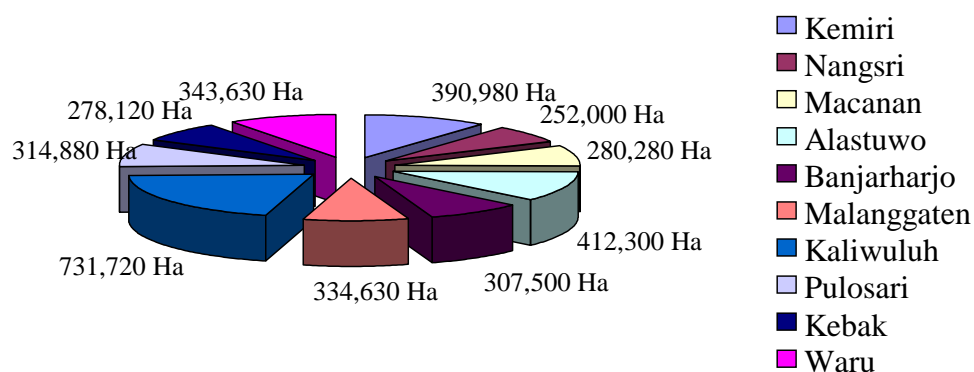 343,630 Ha
390,980 Ha
278,120 Ha
252,000 Ha
314,880 Ha
280,280 Ha
412,300 Ha
731,720 Ha
307,500 Ha
334,630 Ha
Kemiri
Nangsri
Macanan
Alastuwo
Banjarharjo
Malanggaten
Kaliwuluh
Pulosari
Kebak
Waru